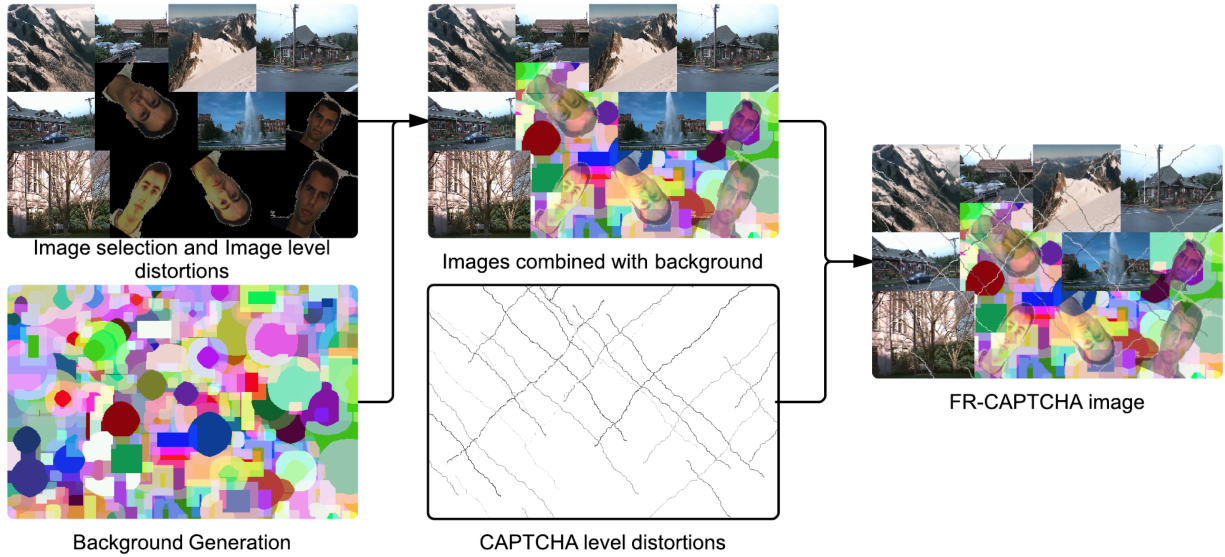 Image selection and Image level
distortions
Images combined with background
FR-CAPTCHA image
Background Generation
CAPTCHA level distortions